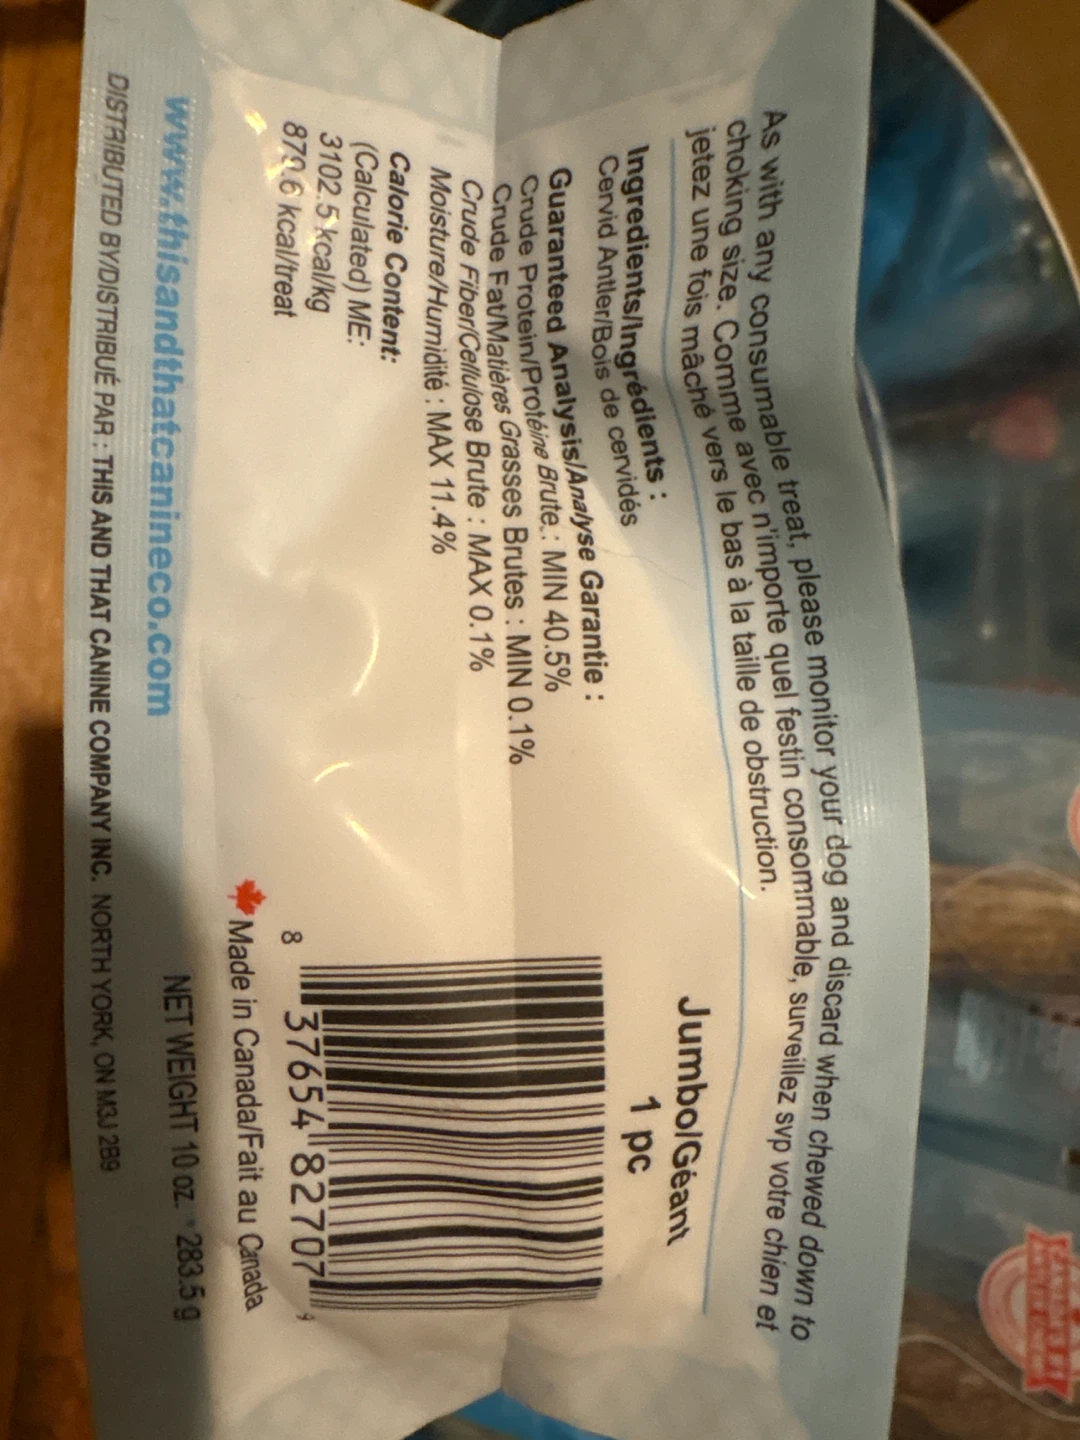 As with any consumable treat, please monitor your dog and discard when chewed down to
choking size. Comme avec n'importe quel festin consommable, surveillez svp votre chien et
jetez une fois mâché vers le bas à la taille de obstruction.
Jumbo/Géant
1 pc
Ingredients/Ingrédients :
Cervid Antler/Bois de cervidés
Guaranteed Analysis/Analyse Garantie :
Crude Protein/Protéine Brute : MIN 40.5%
Crude Fat/Matières Grasses Brutes : MIN 0.1%
Crude Fiber/Cellulose Brute : MAX 0.1%
Moisture/Humidité : MAX 11.4%
Calorie Content:
(Calculated) ME:
3102.5 kcal/kg
879.6 kcal/treat
8 37654 82707 9
Made in Canada/Fait au Canada
www.thisandthatcanineco.com
NET WEIGHT 10 oz. • 283.5 g
DISTRIBUTED BY/DISTRIBUÉ PAR : THIS AND THAT CANINE COMPANY INC. NORTH YORK, ON M3J 2B9